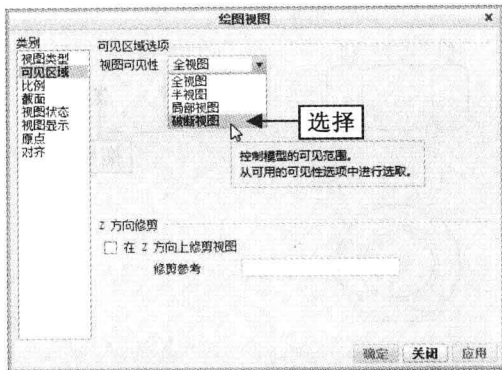 绘图视图
类别
视图类型
可见区域
比例
截面
视图状态
视图显示
原点
对齐
可见区域选项
视图可见性 全视图
全视图
半视图
局部视图
破断视图
选择
控制模型的可见范围。
从可用的可见性选项中进行选取。
Z 方向修剪
在 Z 方向上修剪视图
修剪参考
确定 关闭 应用